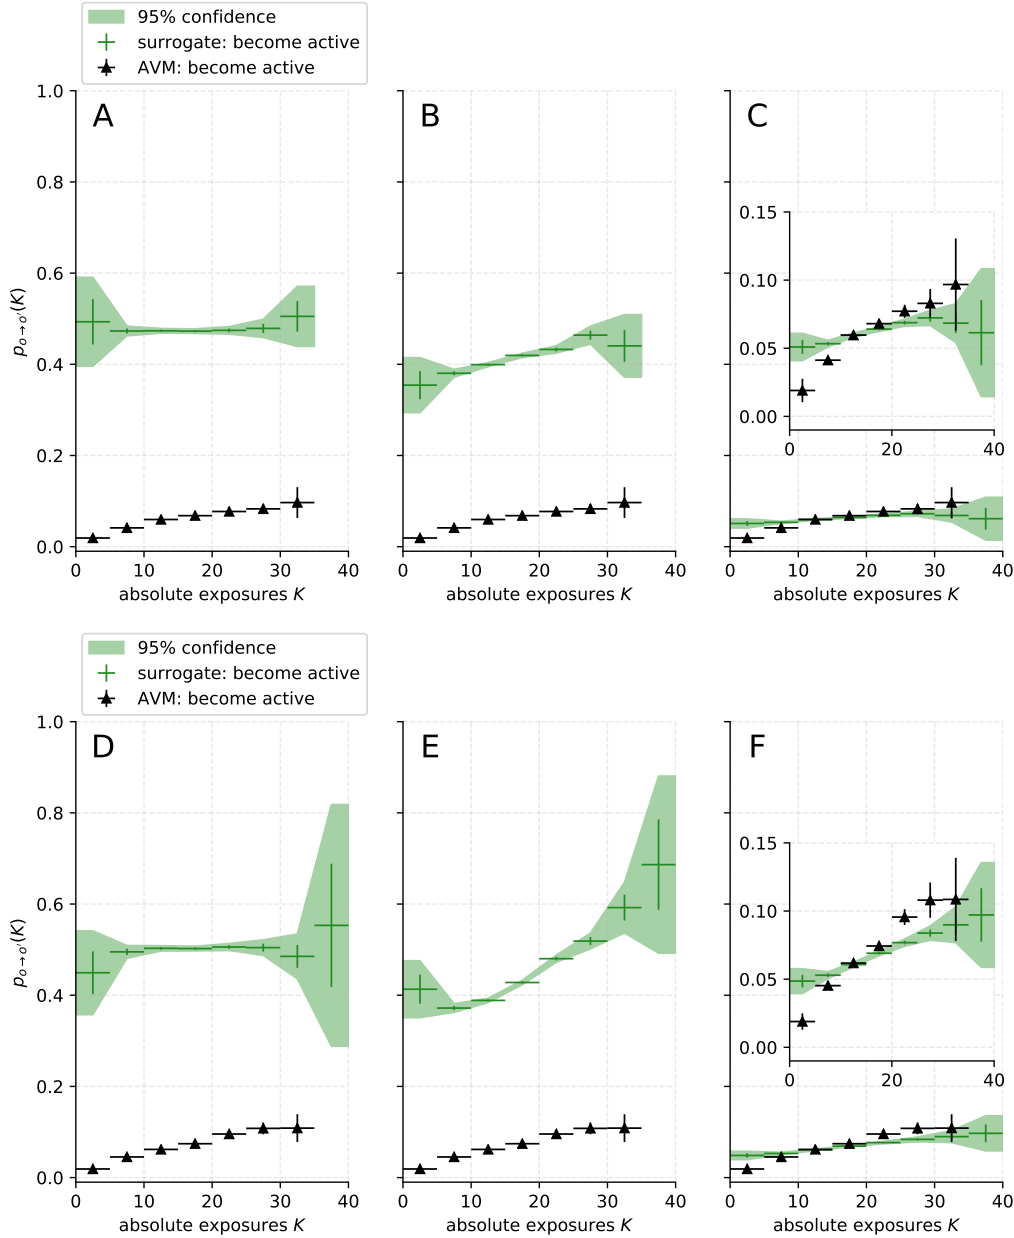 95% confidence
surrogate: become active
AVM: become active
A
B
C
1.0
0.8
0.6
0.4
0.2
0.0
p_{o→o'}(K)
0.15
0.10
0.05
0.00
0 20 40
0 10 20 30 40
0 10 20 30 40
0 10 20 30 40
absolute exposures K
absolute exposures K
absolute exposures K
95% confidence
surrogate: become active
AVM: become active
D
E
F
1.0
0.8
0.6
0.4
0.2
0.0
p_{o→o'}(K)
0.15
0.10
0.05
0.00
0 20 40
0 10 20 30 40
0 10 20 30 40
0 10 20 30 40
absolute exposures K
absolute exposures K
absolute exposures K